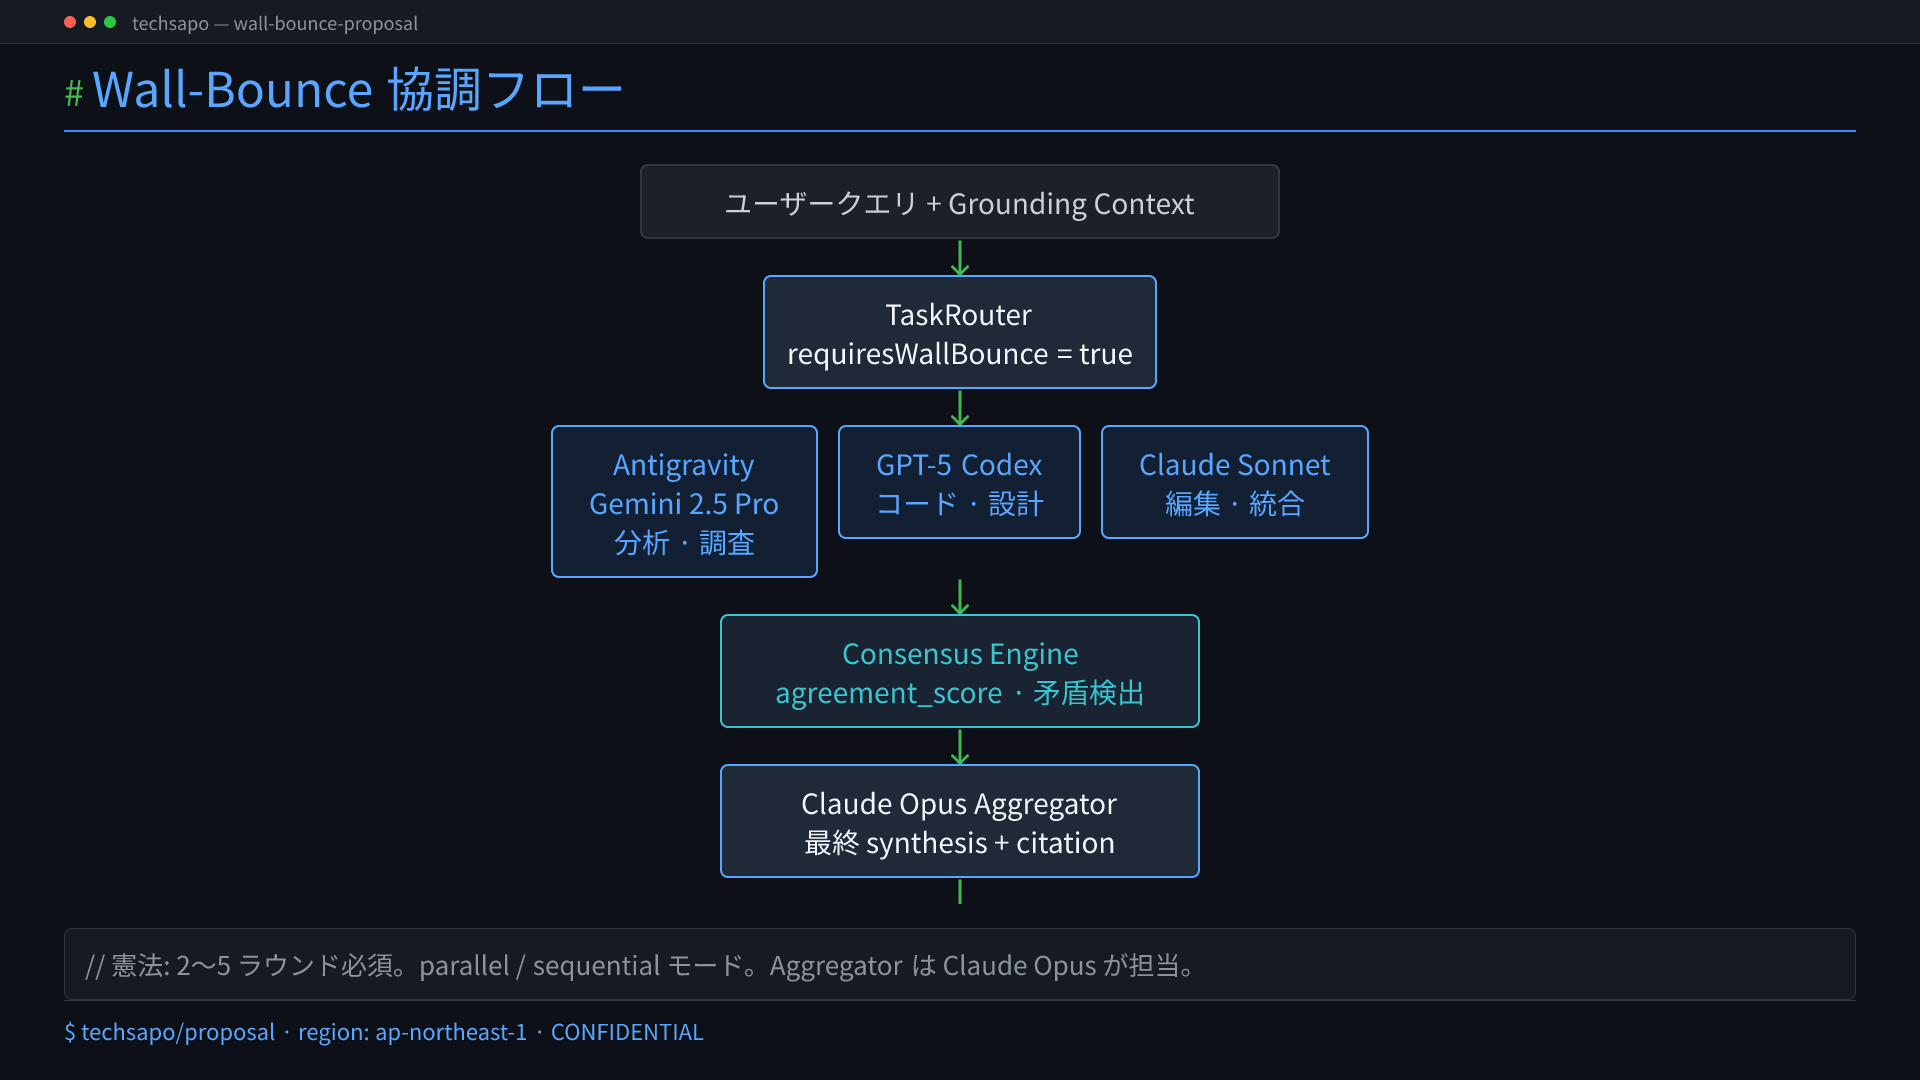 techsapo — wall-bounce-proposal
# Wall-Bounce 協調フロー
ユーザークエリ + Grounding Context
TaskRouter
requiresWallBounce = true
Antigravity
Gemini 2.5 Pro
分析・調査
GPT-5 Codex
コード・設計
Claude Sonnet
編集・統合
Consensus Engine
agreement_score・矛盾検出
Claude Opus Aggregator
最終 synthesis + citation
// 憲法: 2〜5 ラウンド必須。parallel / sequential モード。Aggregator は Claude Opus が担当。
$ techsapo/proposal · region: ap-northeast-1 · CONFIDENTIAL